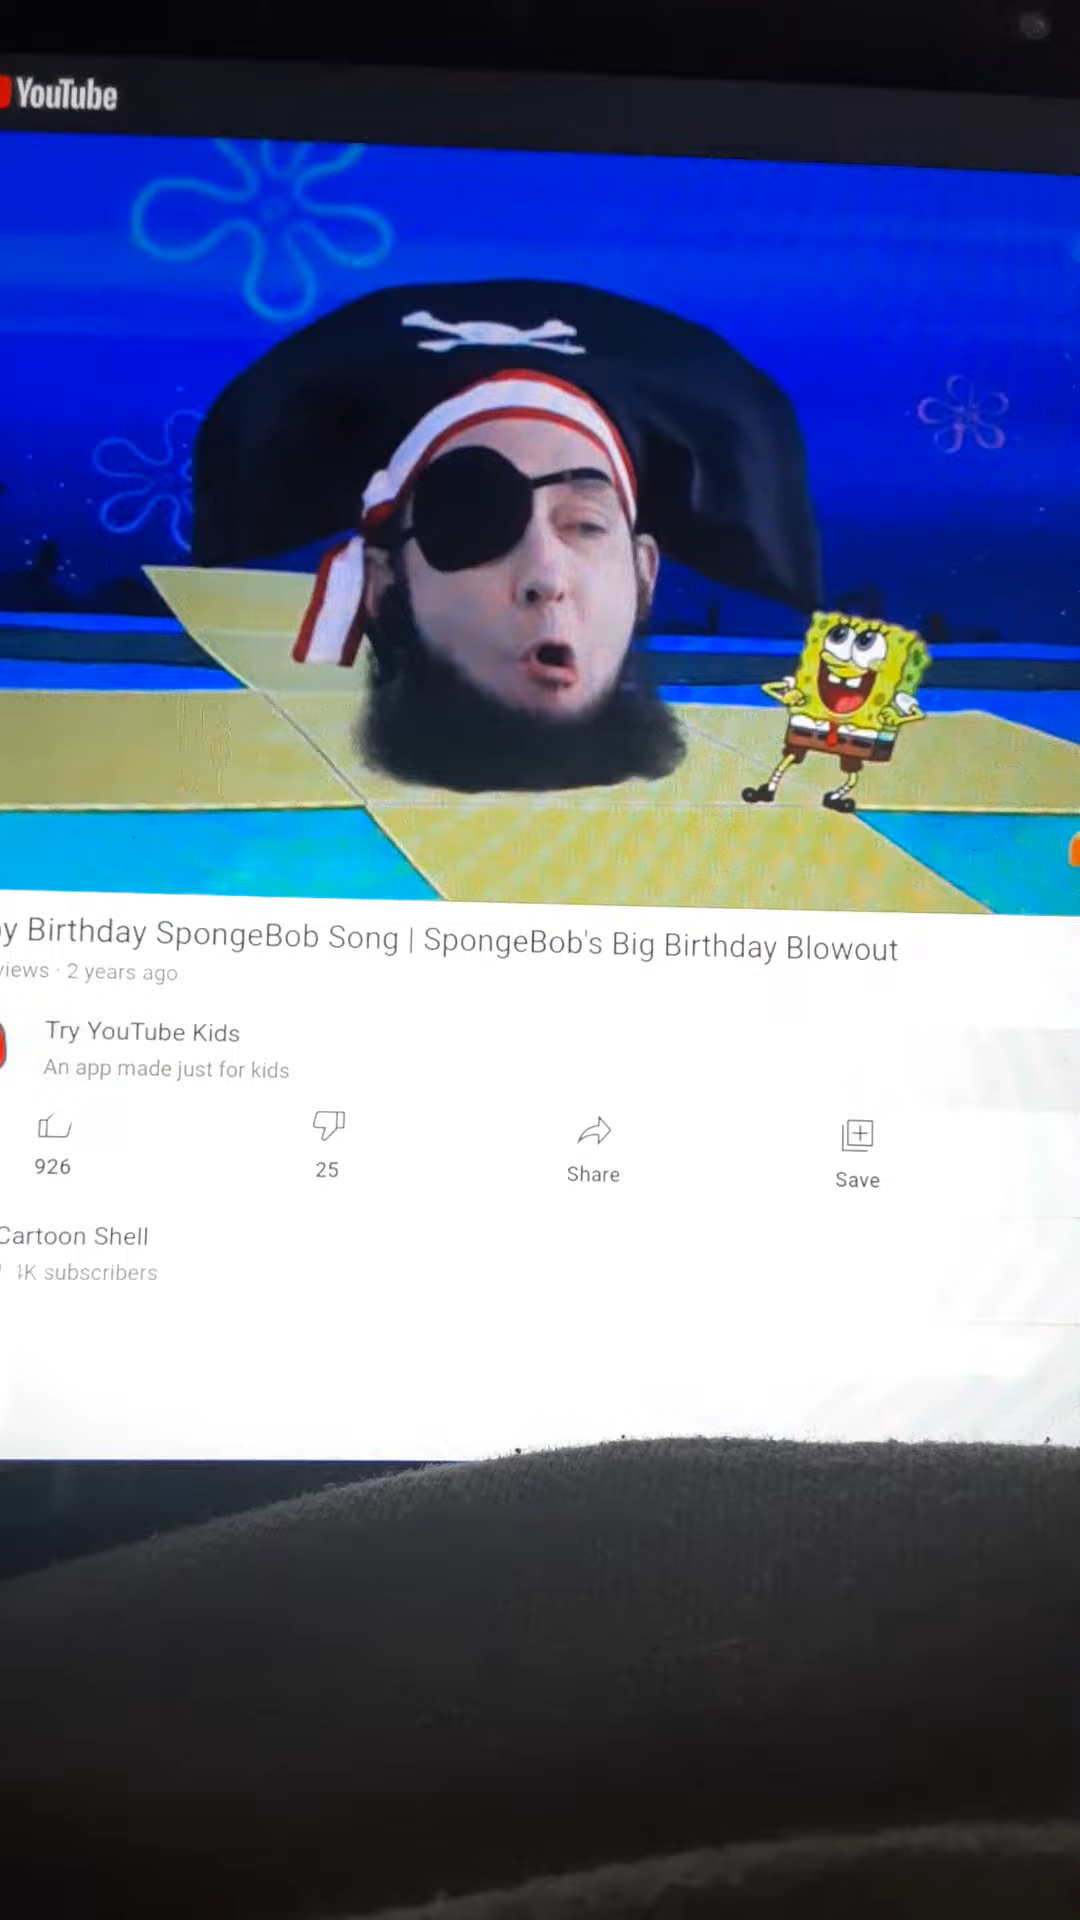 YouTube
y Birthday SpongeBob Song | SpongeBob's Big Birthday Blowout
views · 2 years ago
Try YouTube Kids
An app made just for kids
926
25
Share
Save
Cartoon Shell
K subscribers